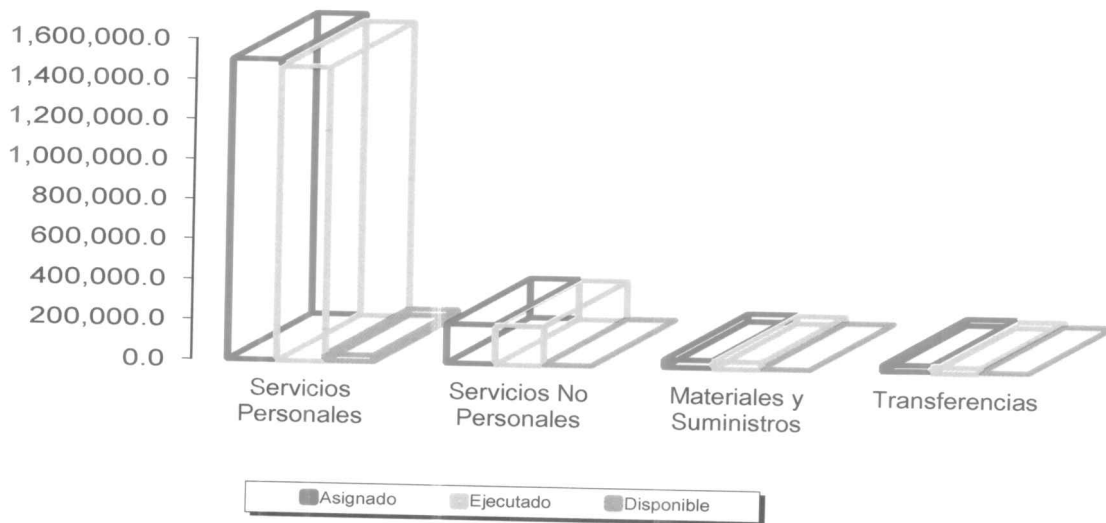 1,600,000.0
1,400,000.0
1,200,000.0
1,000,000.0
800,000.0
600,000.0
400,000.0
200,000.0
0.0
Servicios
Personales
Servicios No
Personales
Materiales y
Suministros
Transferencias
Asignado Ejecutado Disponible